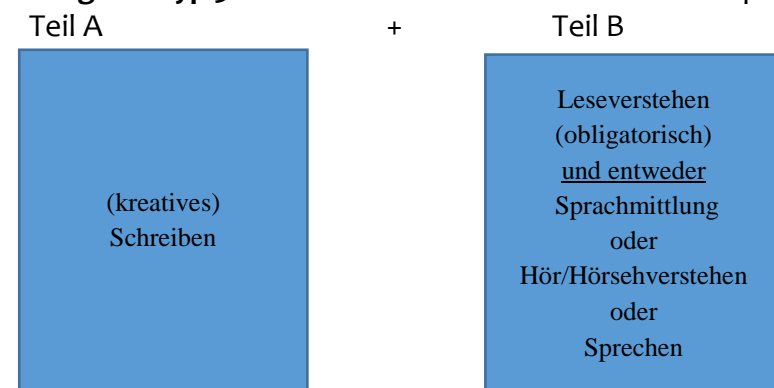 Teil A + Teil B
(kreatives)
Schreiben
Leseverstehen
(obligatorisch)
und entweder
Sprachmittlung
oder
Hör/Hörsehverstehen
oder
Sprechen